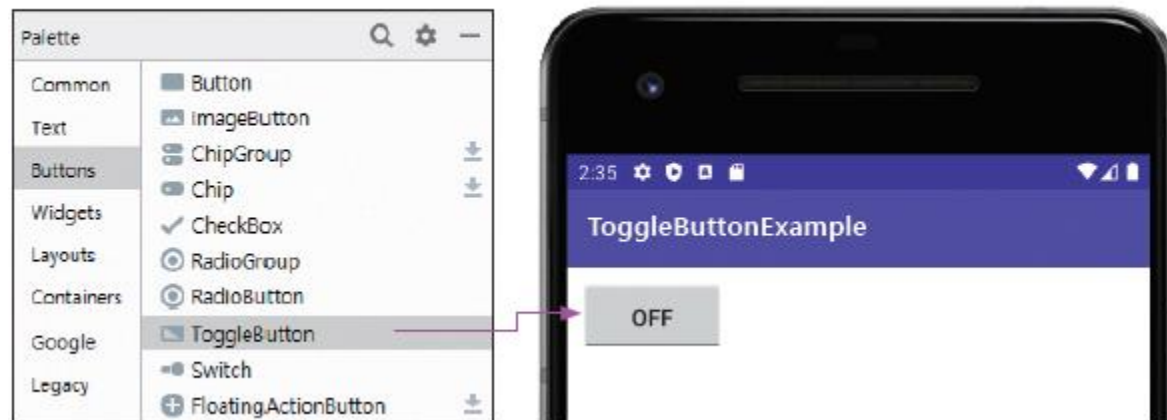 Palette
Common
Text
Buttons
Widgets
Layouts
Containers
Google
Legacy
Button
ImageButton
ChipGroup
Chip
CheckBox
RadioGroup
RadioButton
ToggleButton
Switch
FloatingActionButton
2:35
ToggleButtonExample
OFF